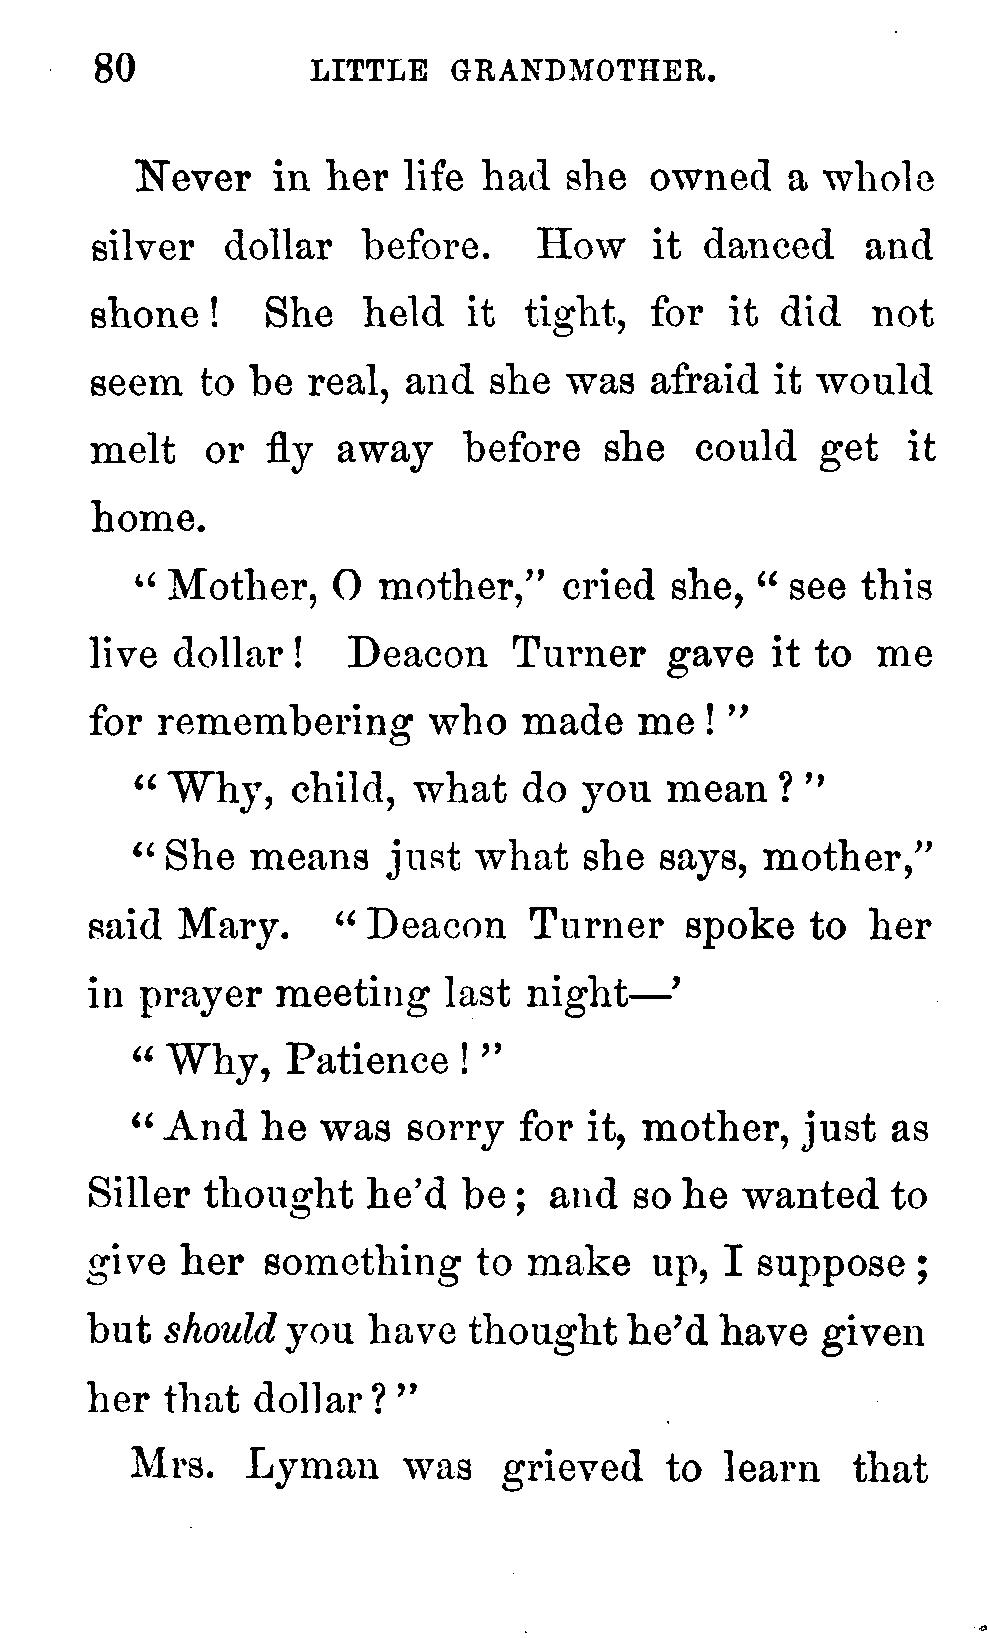 80 LITTLE GRANDMOTHER.
Never in her life had she owned a whole
silver dollar before. How it danced and
shone! She held it tight, for it did not
seem to be real, and she was afraid it would
melt or fly away before she could get it
home.
"Mother, O mother," cried she, "see this
live dollar! Deacon Turner gave it to me
for remembering who made me!"
"Why, child, what do you mean?"
"She means just what she says, mother,"
said Mary. "Deacon Turner spoke to her
in prayer meeting last night—'
"Why, Patience!"
"And he was sorry for it, mother, just as
Siller thought he'd be; and so he wanted to
give her something to make up, I suppose;
but should you have thought he'd have given
her that dollar?"
Mrs. Lyman was grieved to learn that